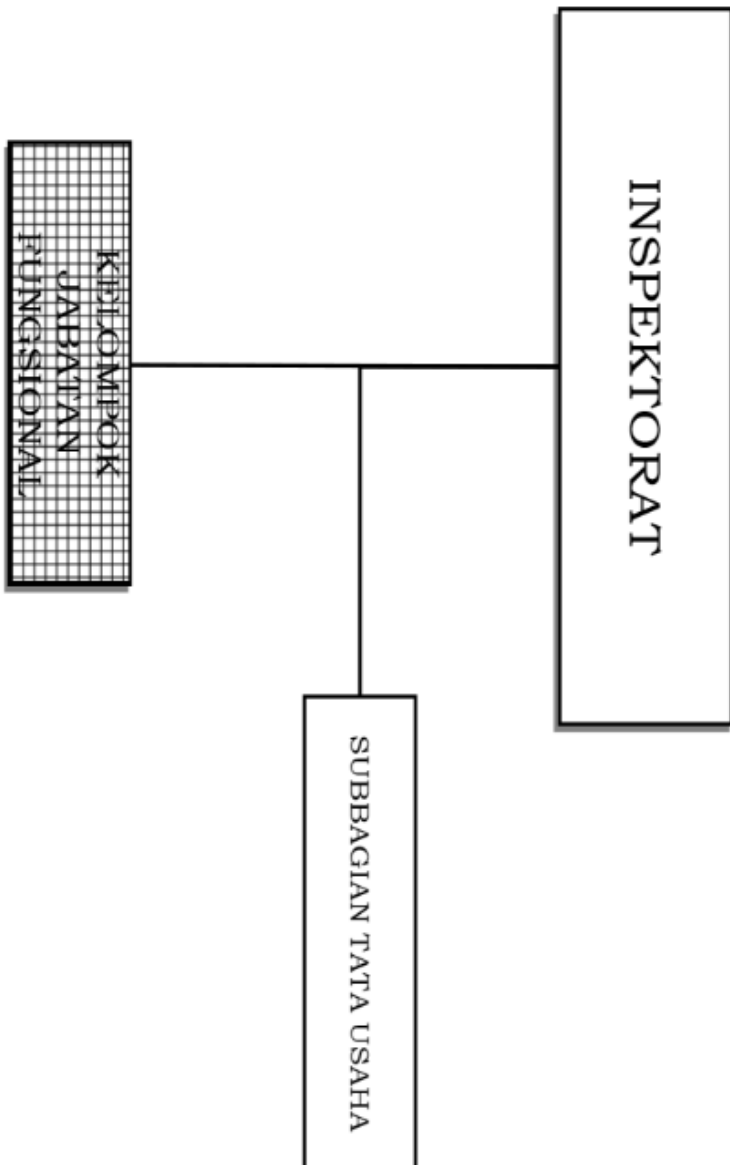 INSPEKTORAT
SUBBAGIAN TATA USAHA
KELOMPOK
JABATAN
FUNGSIONAL